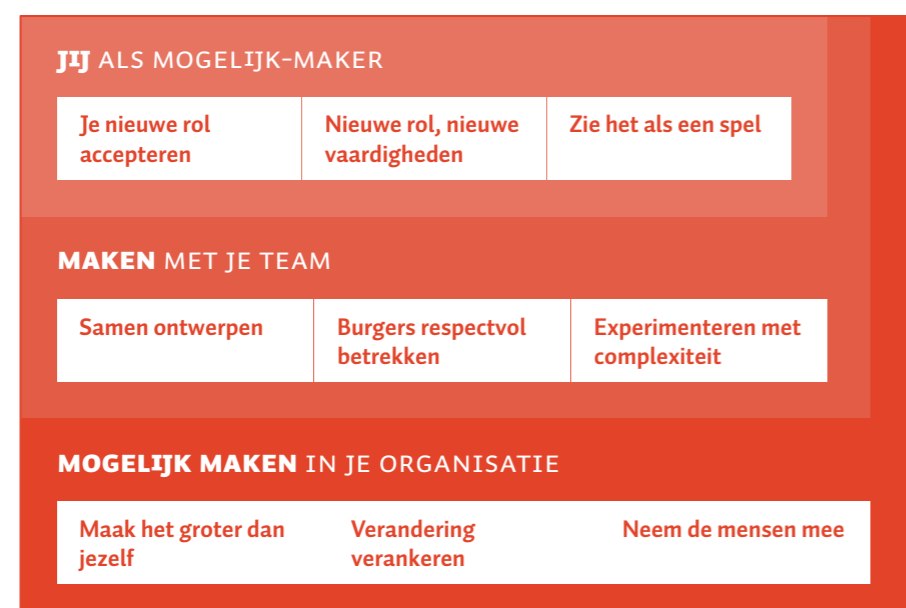 JIJ ALS MOGELIJK-MAKER
Je nieuwe rol
accepteren
Nieuwe rol, nieuwe
vaardigheden
Zie het als een spel
MAKEN MET JE TEAM
Samen ontwerpen
Burgers respectvol
betrekken
Experimenteren met
complexiteit
MOGELIJK MAKEN IN JE ORGANISATIE
Maak het groter dan
jezelf
Verandering
verankeren
Neem de mensen mee